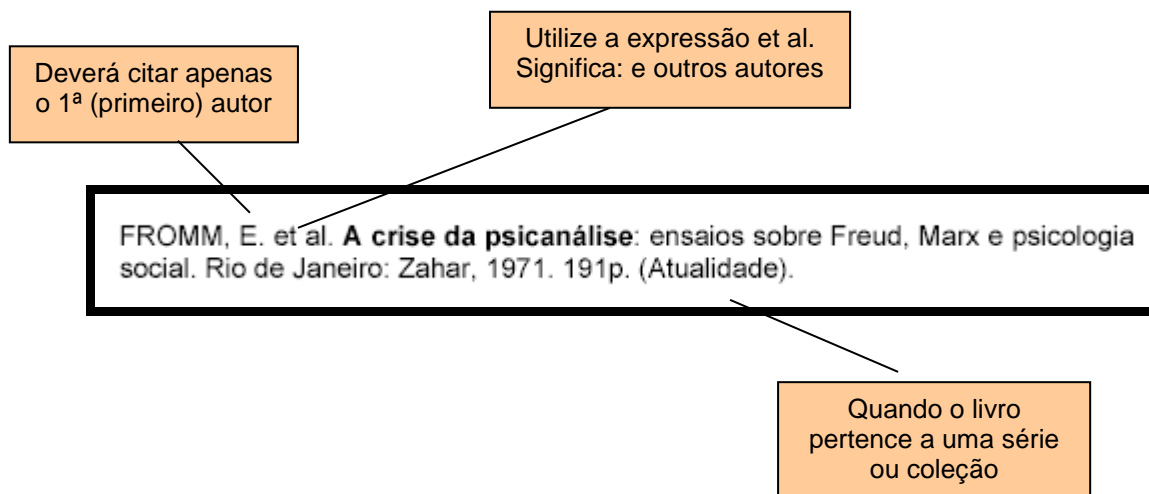 Deverá citar apenas
o 1ª (primeiro) autor
Utilize a expressão et al.
Significa: e outros autores
FROMM, E. et al. A crise da psicanálise: ensaios sobre Freud, Marx e psicologia
social. Rio de Janeiro: Zahar, 1971. 191p. (Atualidade).
Quando o livro
pertence a uma série
ou coleção